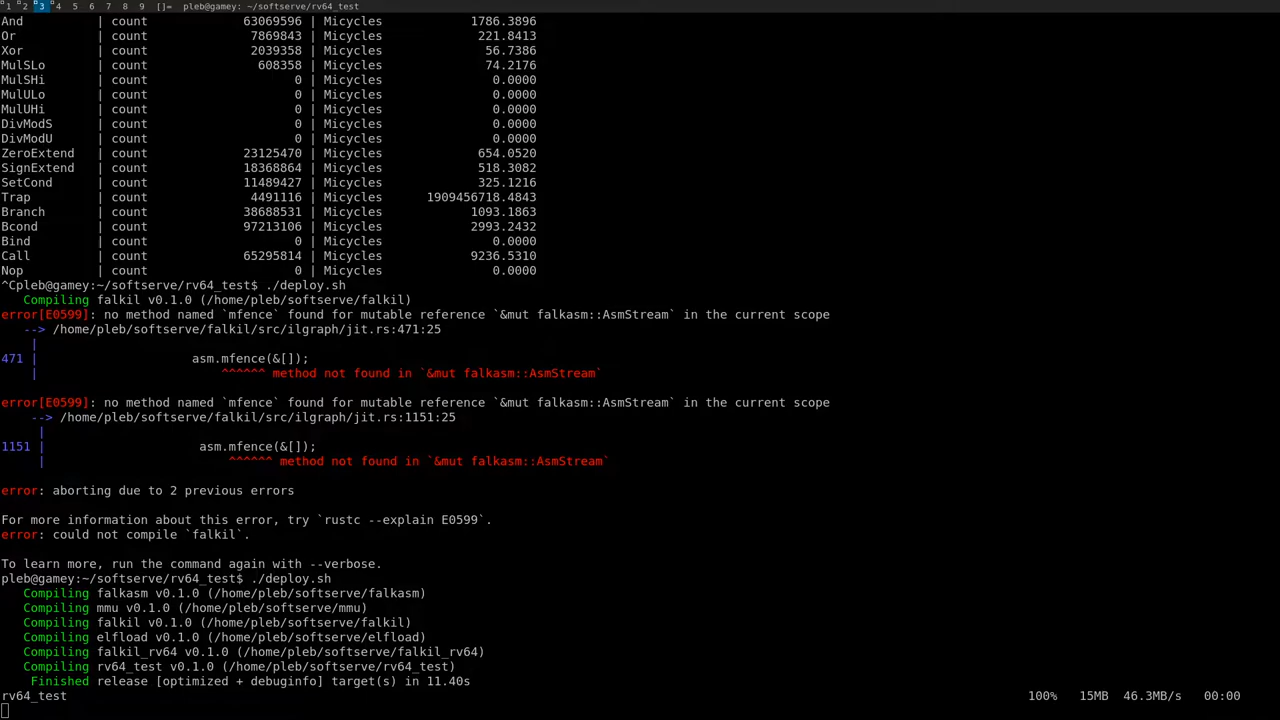 1 2 3 4 5 6 7 8 9 []= pleb@gamey: ~/softserve/rv64_test
And | count 63069596 | Micycles 1786.3896
Or | count 7869843 | Micycles 221.8413
Xor | count 2039358 | Micycles 56.7386
MulSLo | count 608358 | Micycles 74.2176
MulSHi | count 0 | Micycles 0.0000
MulULo | count 0 | Micycles 0.0000
MulUHi | count 0 | Micycles 0.0000
DivModS | count 0 | Micycles 0.0000
DivModU | count 0 | Micycles 0.0000
ZeroExtend | count 23125470 | Micycles 654.0520
SignExtend | count 18368864 | Micycles 518.3082
SetCond | count 11489427 | Micycles 325.1216
Trap | count 4491116 | Micycles 1909456718.4843
Branch | count 38688531 | Micycles 1093.1863
Bcond | count 97213106 | Micycles 2993.2432
Bind | count 0 | Micycles 0.0000
Call | count 65295814 | Micycles 9236.5310
Nop | count 0 | Micycles 0.0000
^Cpleb@gamey:~/softserve/rv64_test$ ./deploy.sh
Compiling falkil v0.1.0 (/home/pleb/softserve/falkil)
error[E0599]: no method named `mfence` found for mutable reference `&mut falkasm::AsmStream` in the current scope
--> /home/pleb/softserve/falkil/src/ilgraph/jit.rs:471:25
|
471 | asm.mfence(&[]);
| ^^^^^^ method not found in `&mut falkasm::AsmStream`
error[E0599]: no method named `mfence` found for mutable reference `&mut falkasm::AsmStream` in the current scope
--> /home/pleb/softserve/falkil/src/ilgraph/jit.rs:1151:25
|
1151 | asm.mfence(&[]);
| ^^^^^^ method not found in `&mut falkasm::AsmStream`
error: aborting due to 2 previous errors
For more information about this error, try `rustc --explain E0599`.
error: could not compile `falkil`.
To learn more, run the command again with --verbose.
pleb@gamey:~/softserve/rv64_test$ ./deploy.sh
Compiling falkasm v0.1.0 (/home/pleb/softserve/falkasm)
Compiling mmu v0.1.0 (/home/pleb/softserve/mmu)
Compiling falkil v0.1.0 (/home/pleb/softserve/falkil)
Compiling elfload v0.1.0 (/home/pleb/softserve/elfload)
Compiling falkil_rv64 v0.1.0 (/home/pleb/softserve/falkil_rv64)
Compiling rv64_test v0.1.0 (/home/pleb/softserve/rv64_test)
Finished release [optimized + debuginfo] target(s) in 11.40s
rv64_test 100% 15MB 46.3MB/s 00:00